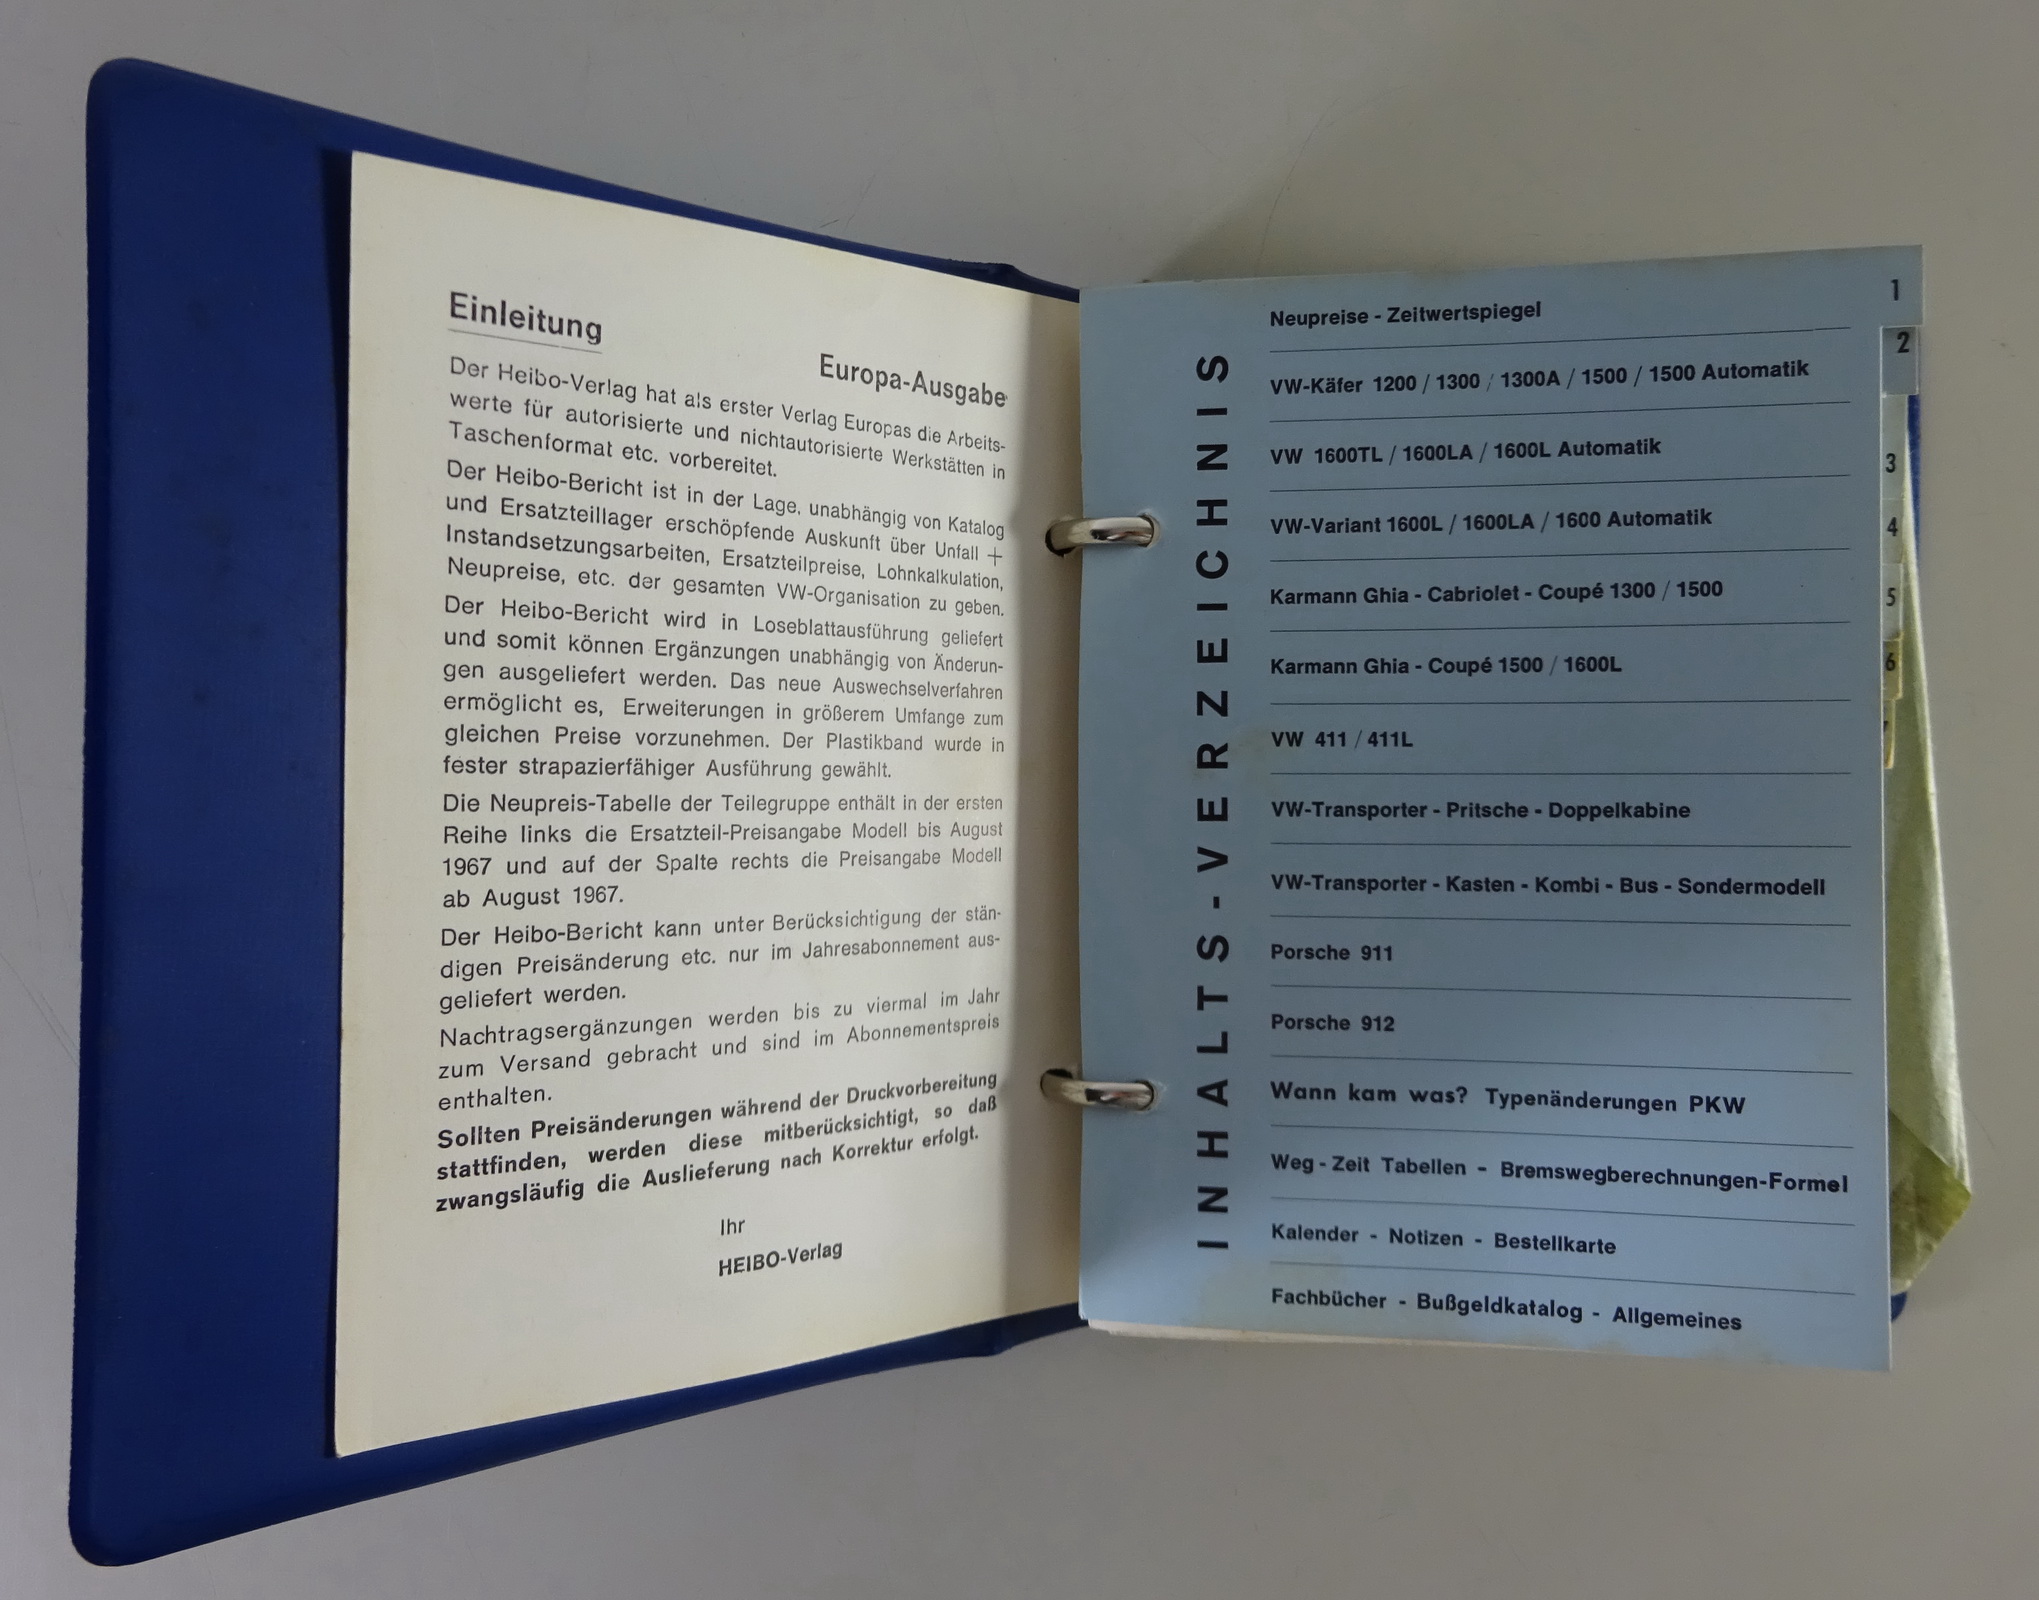 Einleitung
Europa-Ausgabe
Der Heibo-Verlag hat als erster Verlag Europas die Arbeits-
werte für autorisierte und nichtautorisierte Werkstätten in
Taschenformat etc. vorbereitet.
Der Heibo-Bericht ist in der Lage, unabhängig von Katalog
und Ersatzteillager erschöpfende Auskunft über Unfall +
Instandsetzungsarbeiten, Ersatzteilpreise, Lohnkalkulation,
Neupreise, etc. der gesamten VW-Organisation zu geben.
Der Heibo-Bericht wird in Loseblattausführung geliefert
und somit können Ergänzungen unabhängig von Änderun-
gen ausgeliefert werden. Das neue Auswechselverfahren
ermöglicht es, Erweiterungen in größerem Umfange zum
gleichen Preise vorzunehmen. Der Plastikband wurde in
fester strapazierfähiger Ausführung gewählt.
Die Neupreis-Tabelle der Teilegruppe enthält in der ersten
Reihe links die Ersatzteil-Preisangabe Modell bis August
1967 und auf der Spalte rechts die Preisangabe Modell
ab August 1967.
Der Heibo-Bericht kann unter Berücksichtigung der stän-
digen Preisänderung etc. nur im Jahresabonnement aus-
geliefert werden.
Nachtragsergänzungen werden bis zu viermal im Jahr
zum Versand gebracht und sind im Abonnementspreis
enthalten.
Sollten Preisänderungen während der Druckvorbereitung
stattfinden, werden diese mitberücksichtigt, so daß
zwangsläufig die Auslieferung nach Korrektur erfolgt.
Ihr
HEIBO-Verlag
INHALTS-VERZEICHNIS
Neupreise - Zeitwertspiegel
VW-Käfer 1200 / 1300 / 1300A / 1500 / 1500 Automatik
VW 1600TL / 1600LA / 1600L Automatik
VW-Variant 1600L / 1600LA / 1600 Automatik
Karmann Ghia - Cabriolet - Coupé 1300 / 1500
Karmann Ghia - Coupé 1500 / 1600L
VW 411 / 411L
VW-Transporter - Pritsche - Doppelkabine
VW-Transporter - Kasten - Kombi - Bus - Sondermodell
Porsche 911
Porsche 912
Wann kam was? Typenänderungen PKW
Weg - Zeit Tabellen - Bremswegberechnungen-Formel
Kalender - Notizen - Bestellkarte
Fachbücher - Bußgeldkatalog - Allgemeines
1
2
3
4
5
6